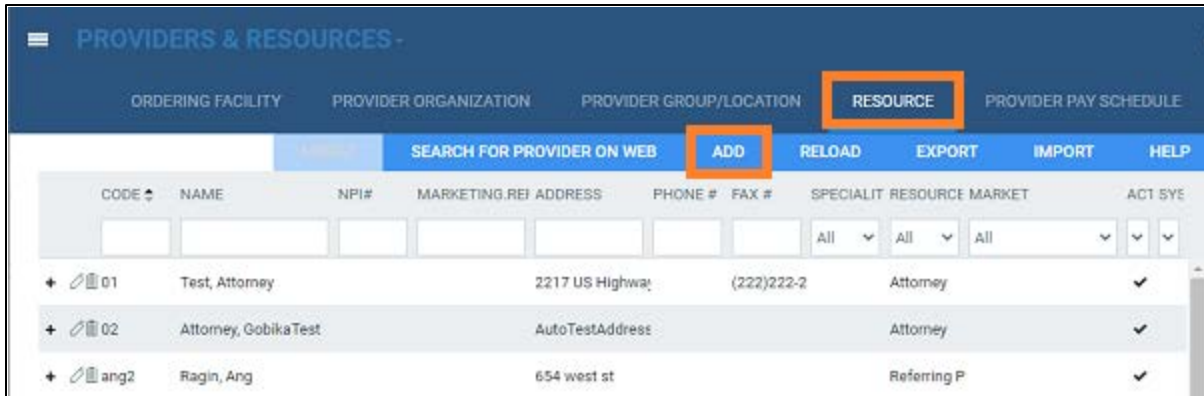 PROVIDERS & RESOURCES -
ORDERING FACILITY PROVIDER ORGANIZATION PROVIDER GROUP/LOCATION RESOURCE PROVIDER PAY SCHEDULE
SEARCH FOR PROVIDER ON WEB ADD RELOAD EXPORT IMPORT HELP
CODE NAME NPI# MARKETING REI ADDRESS PHONE # FAX # SPECIALIT RESOURCE MARKET ACT SYS
All All All
01 Test, Attorney 2217 US Highway (222)222-2 Attorney
02 Attorney, GobikaTest AutoTestAddress Attorney
ang2 Ragin, Ang 654 west st Referring P